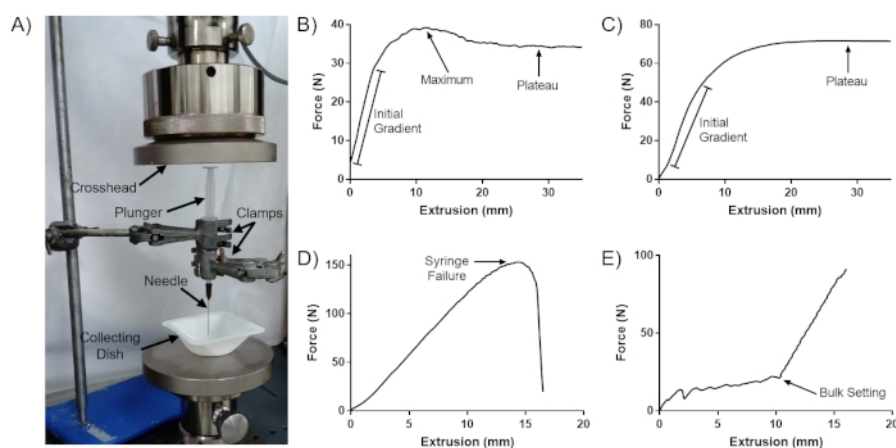 A)
Crosshead
Plunger
Clamps
Needle
Collecting
Dish
B)
Force (N)
40
30
20
10
0
Maximum
Plateau
Initial
Gradient
0
10
20
30
Extrusion (mm)
C)
Force (N)
80
60
40
20
0
Plateau
Initial
Gradient
0
10
20
30
Extrusion (mm)
D)
Force (N)
150
100
50
0
Syringe
Failure
0
5
10
15
20
Extrusion (mm)
E)
Force (N)
100
50
0
Bulk Setting
0
5
10
15
20
Extrusion (mm)